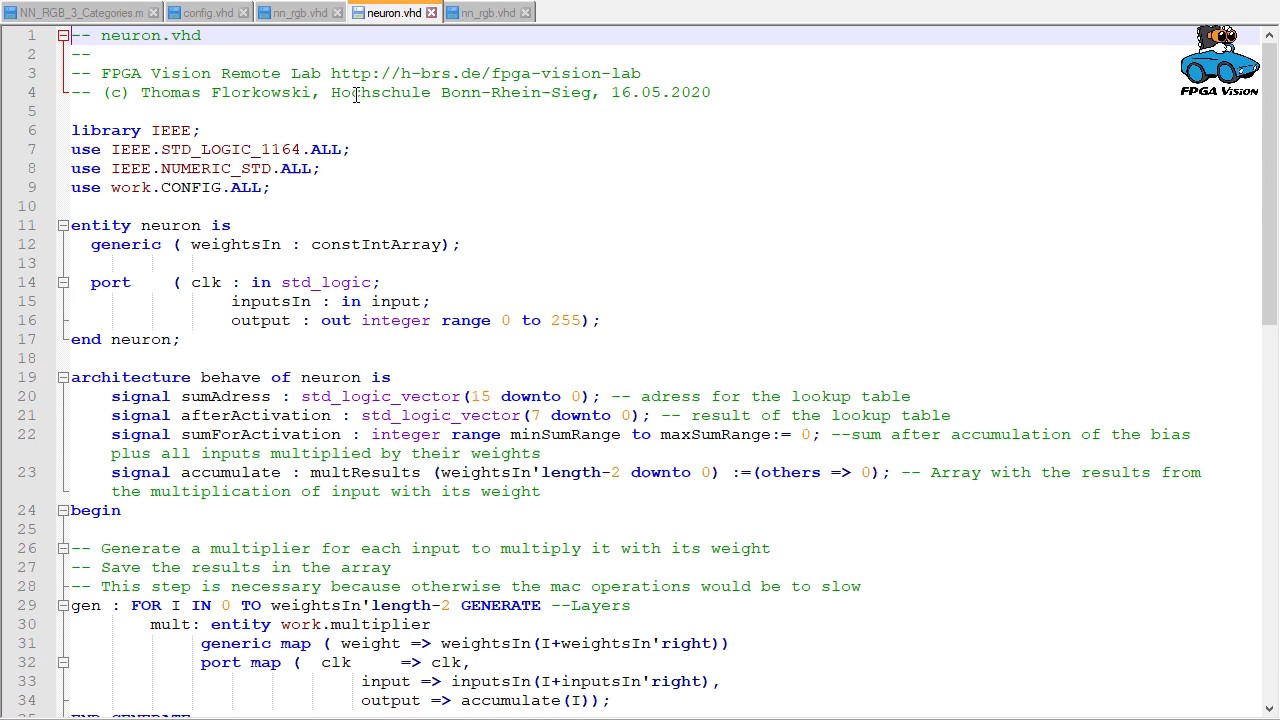 NN_RGB_3_Categories.m config.vhd nn_rgb.vhd neuron.vhd nn_rgb.vhd
1 -- neuron.vhd
2 --
3 -- FPGA Vision Remote Lab http://h-brs.de/fpga-vision-lab
4 -- (c) Thomas Florkowski, Hochschule Bonn-Rhein-Sieg, 16.05.2020
FPGA Vision
5
6 library IEEE;
7 use IEEE.STD_LOGIC_1164.ALL;
8 use IEEE.NUMERIC_STD.ALL;
9 use work.CONFIG.ALL;
10
11 entity neuron is
12 generic ( weightsIn : constIntArray);
13
14 port ( clk : in std_logic;
15 inputsIn : in input;
16 output : out integer range 0 to 255);
17 end neuron;
18
19 architecture behave of neuron is
20 signal sumAdress : std_logic_vector(15 downto 0); -- adress for the lookup table
21 signal afterActivation : std_logic_vector(7 downto 0); -- result of the lookup table
22 signal sumForActivation : integer range minSumRange to maxSumRange:= 0; --sum after accumulation of the bias
plus all inputs multiplied by their weights
23 signal accumulate : multResults (weightsIn'length-2 downto 0) :=(others => 0); -- Array with the results from
the multiplication of input with its weight
24 begin
25
26 -- Generate a multiplier for each input to multiply it with its weight
27 -- Save the results in the array
28 -- This step is necessary because otherwise the mac operations would be to slow
29 gen : FOR I IN 0 TO weightsIn'length-2 GENERATE --Layers
30 mult: entity work.multiplier
31 generic map ( weight => weightsIn(I+weightsIn'right))
32 port map ( clk => clk,
33 input => inputsIn(I+inputsIn'right),
34 output => accumulate(I));
35 END GENERATE